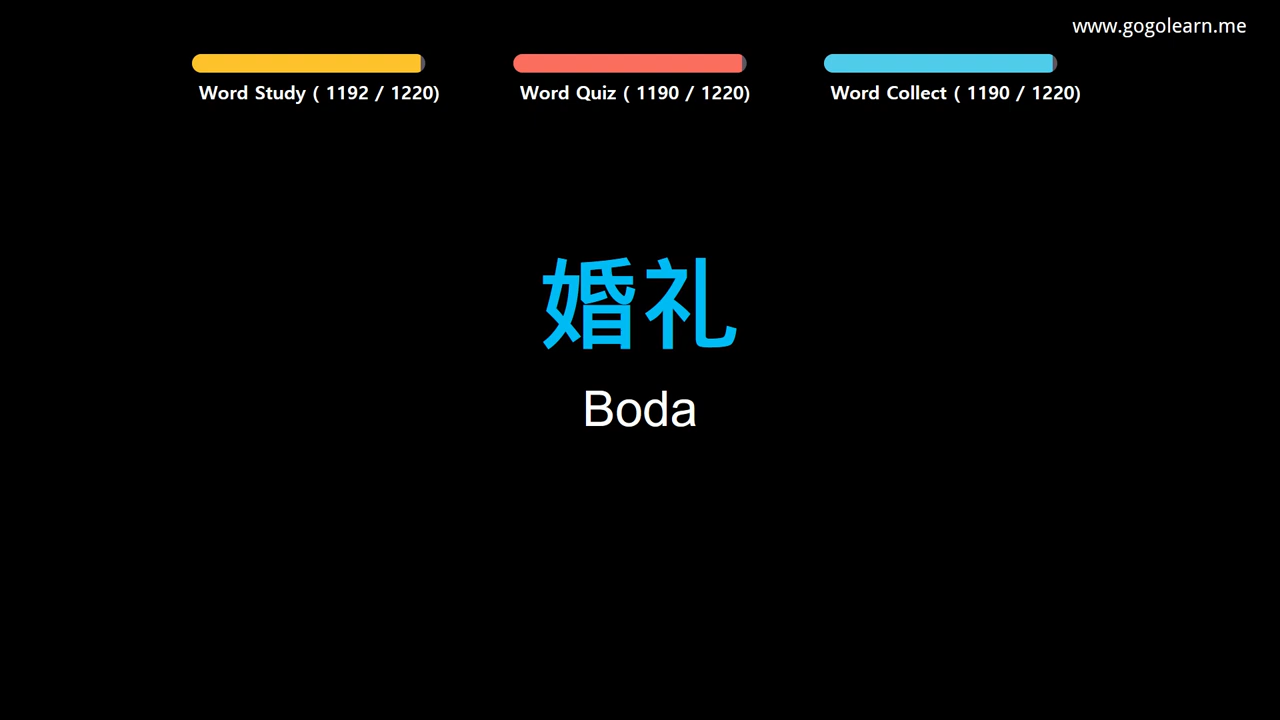 www.gogolearn.me
Word Study ( 1192 / 1220)
Word Quiz ( 1190 / 1220)
Word Collect ( 1190 / 1220)
婚礼
Boda